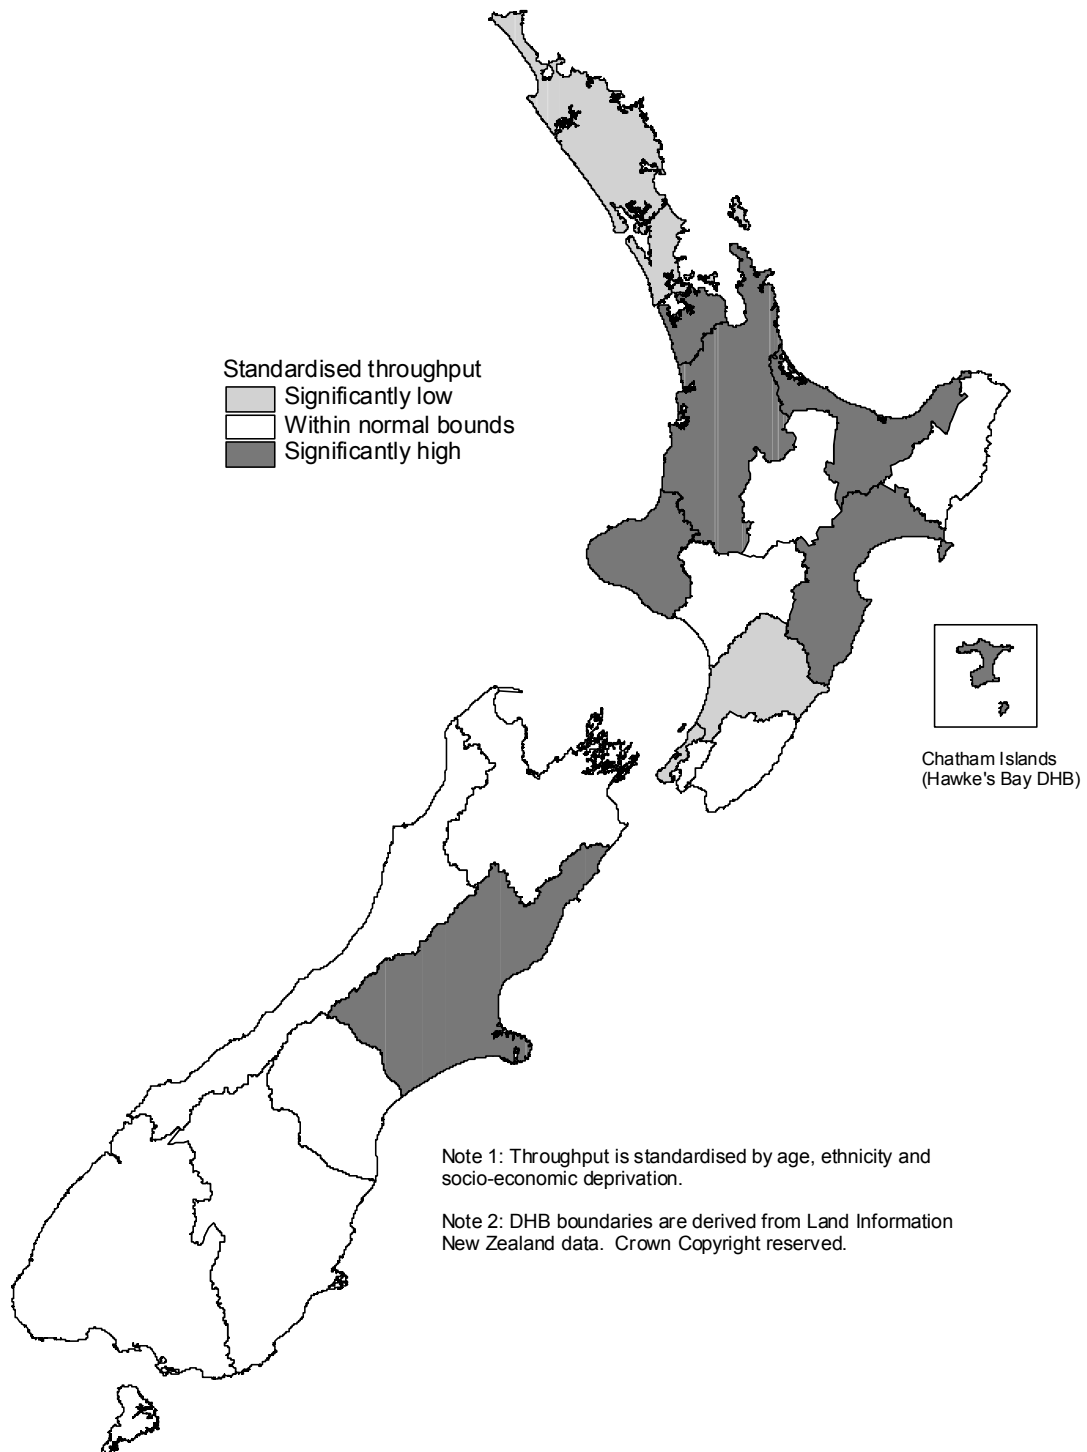 Standardised throughput
Significantly low
Within normal bounds
Significantly high
Chatham Islands
(Hawke's Bay DHB)
Note 1: Throughput is standardised by age, ethnicity and
socio-economic deprivation.
Note 2: DHB boundaries are derived from Land Information
New Zealand data.  Crown Copyright reserved.